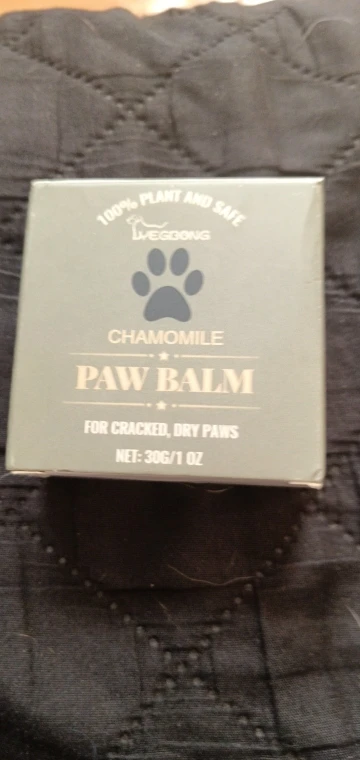 100% PLANT AND SAFE
CHAMOMILE
PAW BALM
FOR CRACKED, DRY PAWS
NET: 30G/1 OZ